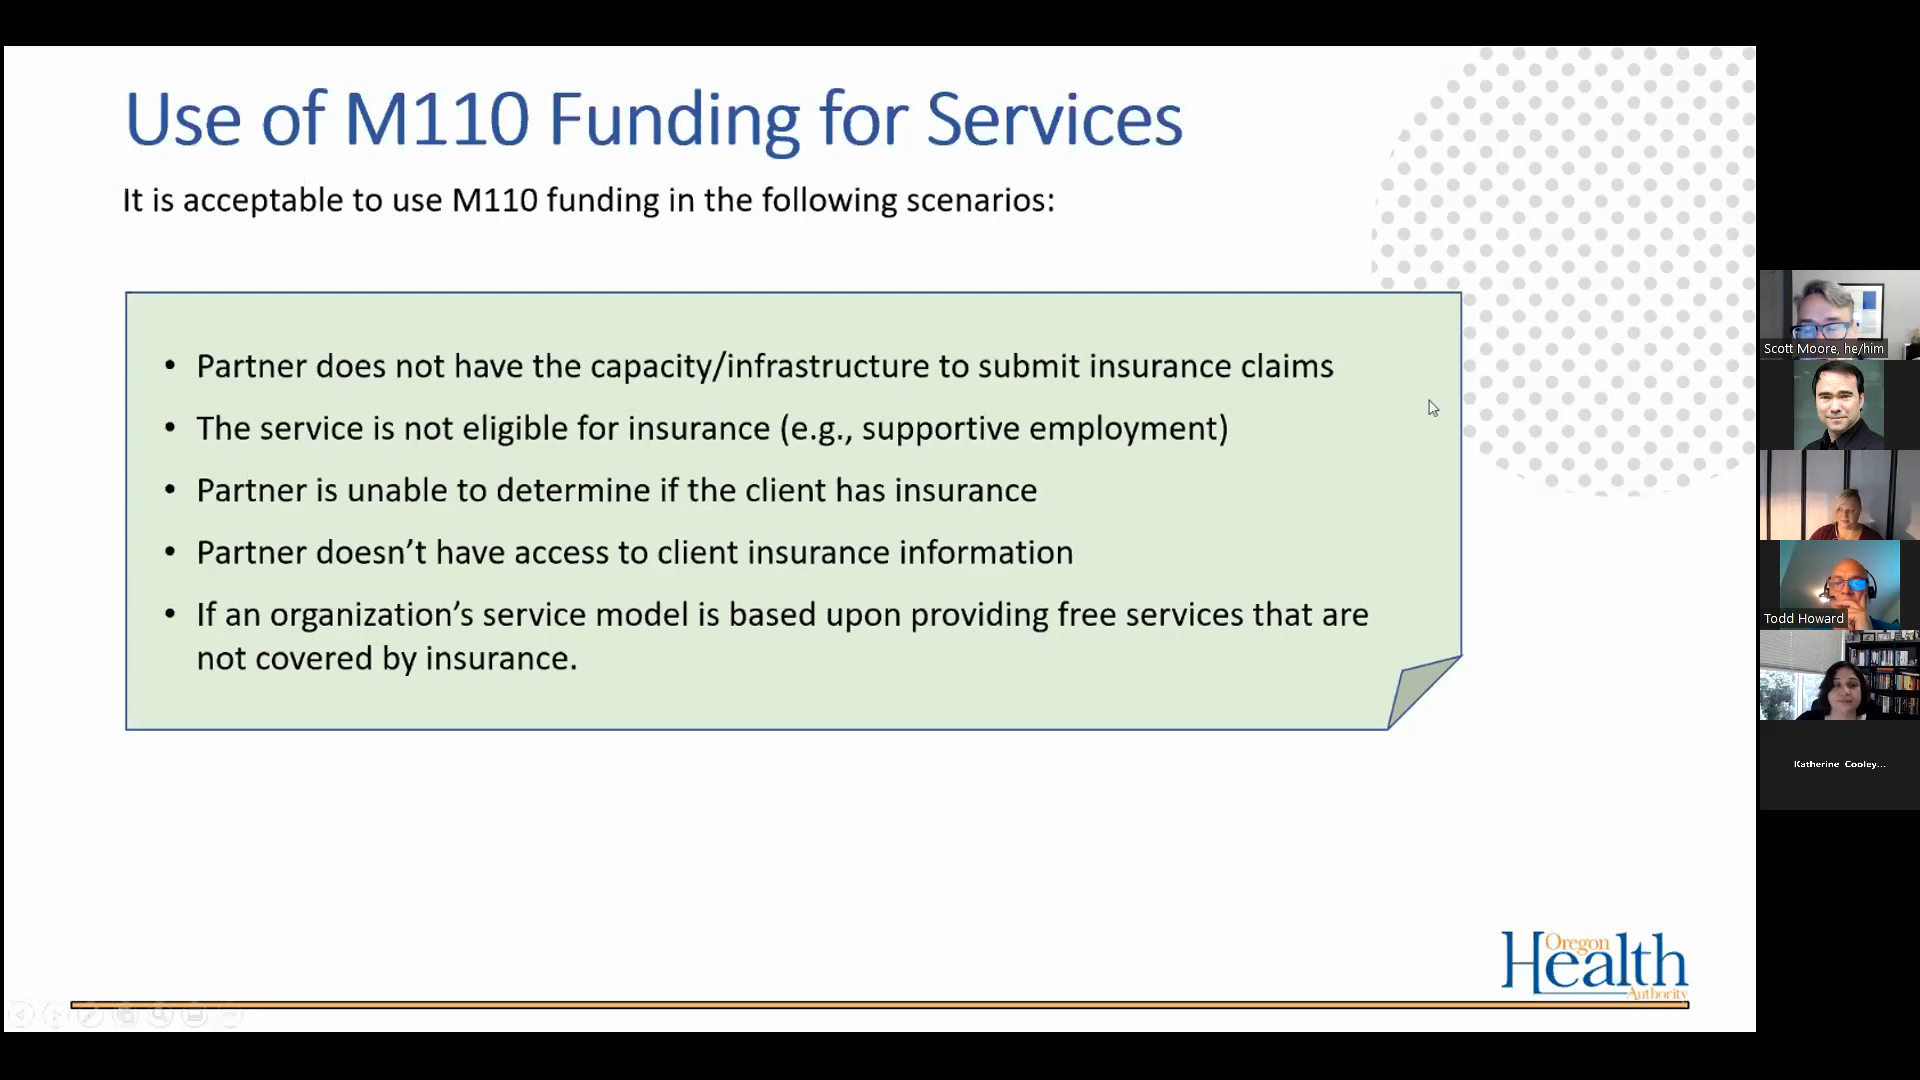 Use of M110 Funding for Services
It is acceptable to use M110 funding in the following scenarios:
• Partner does not have the capacity/infrastructure to submit insurance claims
• The service is not eligible for insurance (e.g., supportive employment)
• Partner is unable to determine if the client has insurance
• Partner doesn’t have access to client insurance information
• If an organization’s service model is based upon providing free services that are
not covered by insurance.
Oregon
Health
Authority
Scott Moore, he/him
Todd Howard
Katherine Cooley...